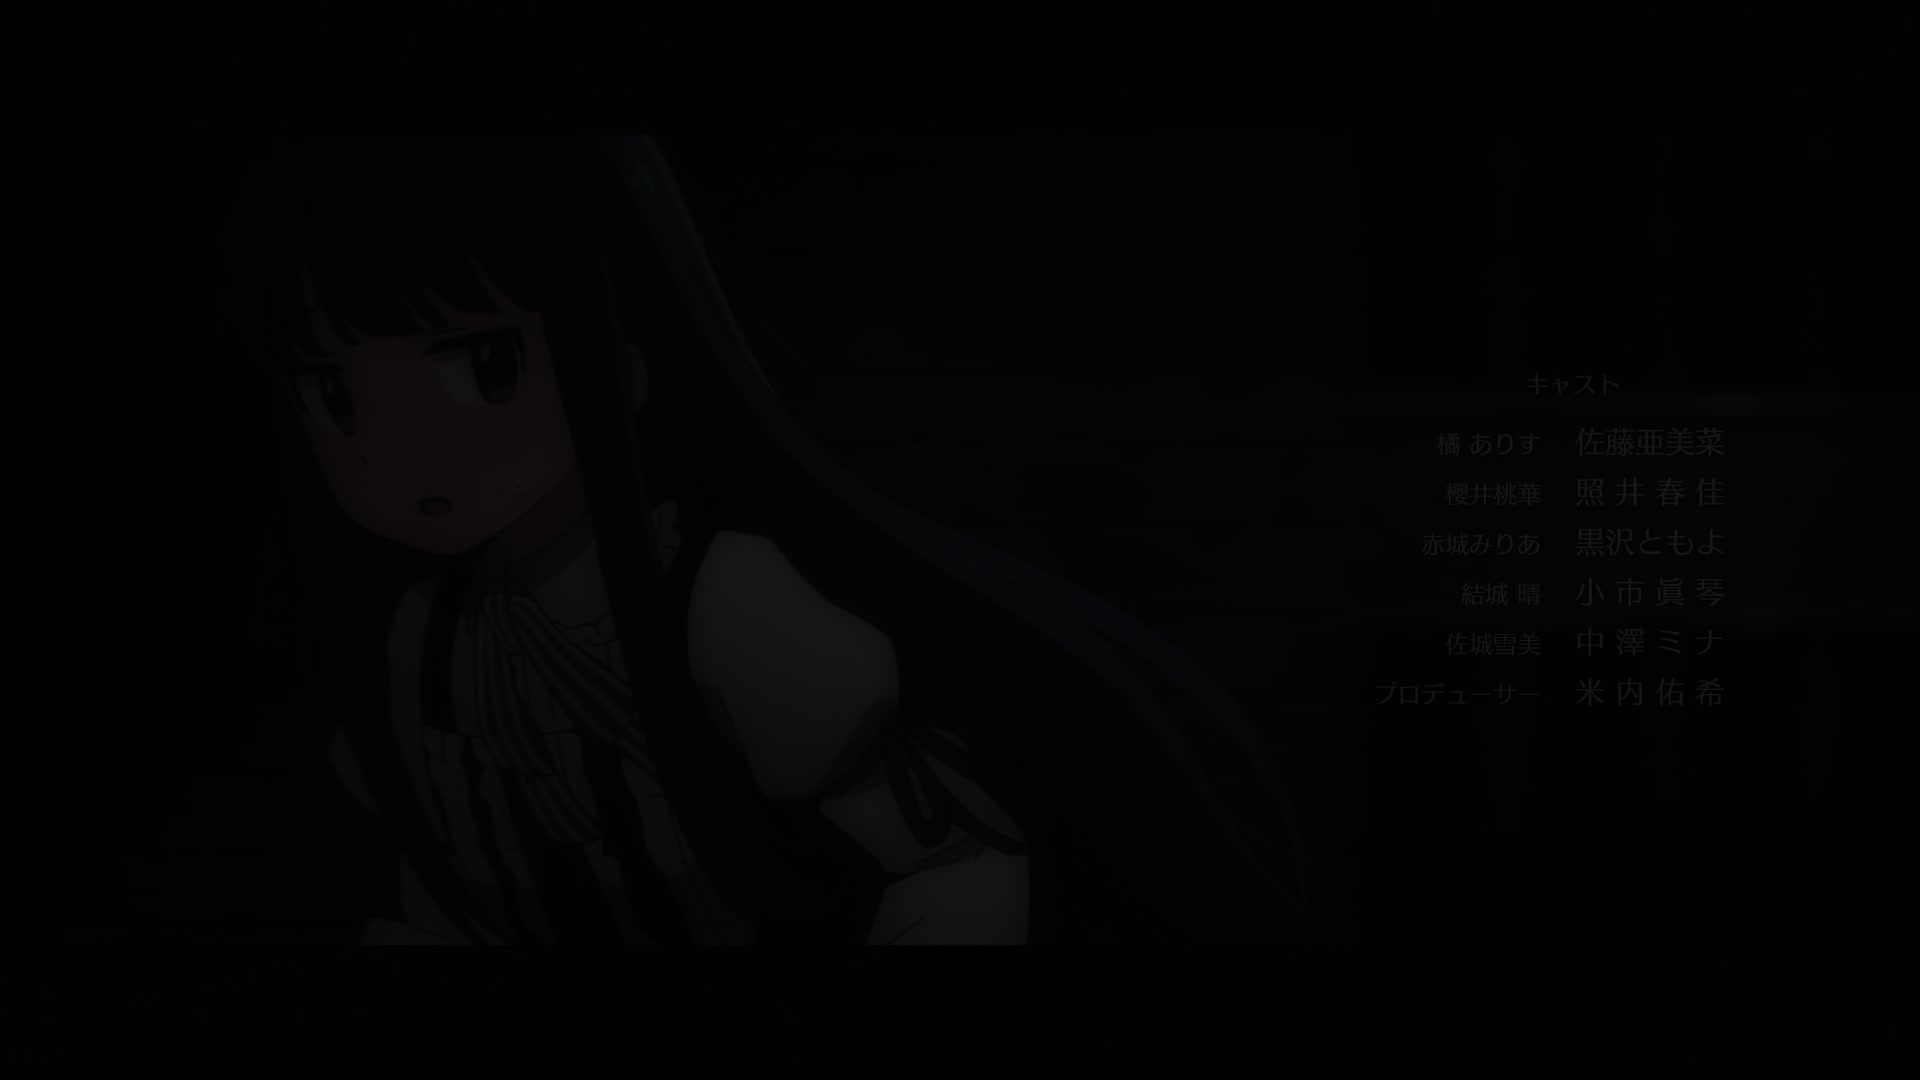 キャスト
橘 ありす 佐藤亜美菜
櫻井桃華 照井春佳
赤城みりあ 黒沢ともよ
結城 晴 小市眞琴
佐城雪美 中澤ミナ
プロデューサー 米内佑希